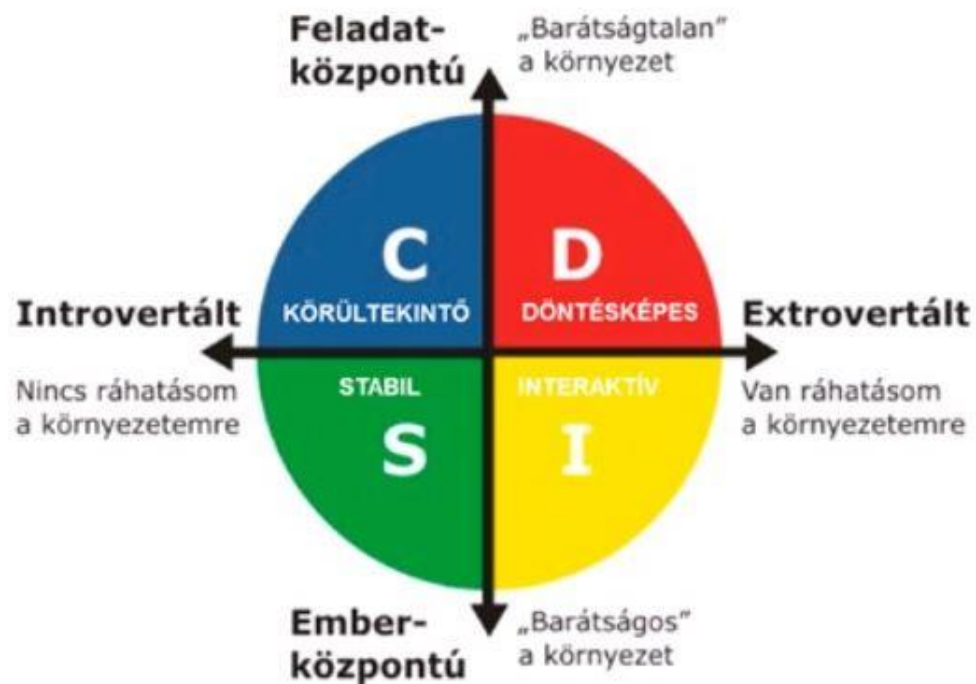 Feladat-
központú
„Barátságtalan”
a környezet
C
KÖRÜLTEKINTŐ
D
DÖNTÉSKÉPES
Introvertált
Nincs ráhatásom
a környezetemre
Extrovertált
Van ráhatásom
a környezetemre
STABIL
S
INTERAKTÍV
I
Ember-
központú
„Barátságos”
a környezet